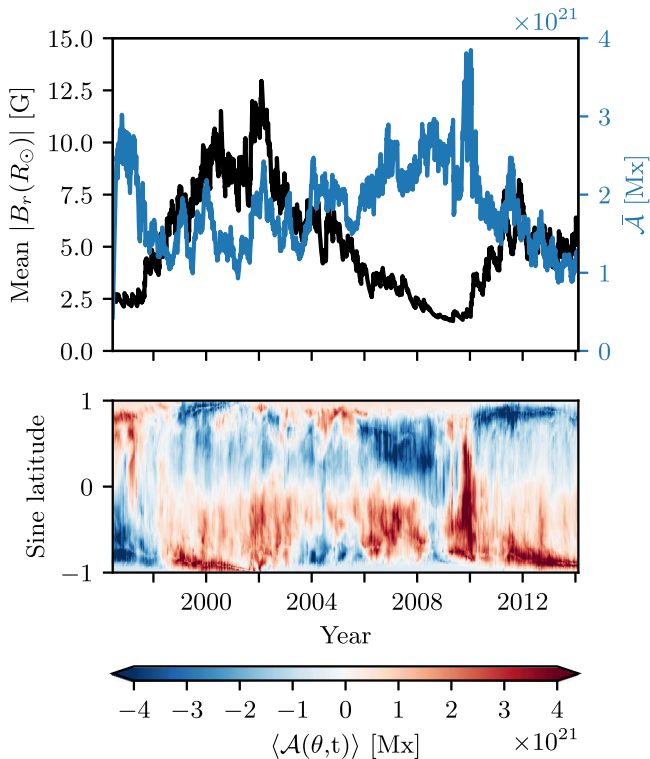 ×10²¹
15.0
12.5
10.0
7.5
5.0
2.5
0.0
Mean |B_r(R_⊙)| [G]
4
3
2
1
0
𝒜̄ [Mx]
1
0
−1
Sine latitude
2000 2004 2008 2012
Year
−4 −3 −2 −1 0 1 2 3 4
⟨𝒜(θ,t)⟩ [Mx]
×10²¹